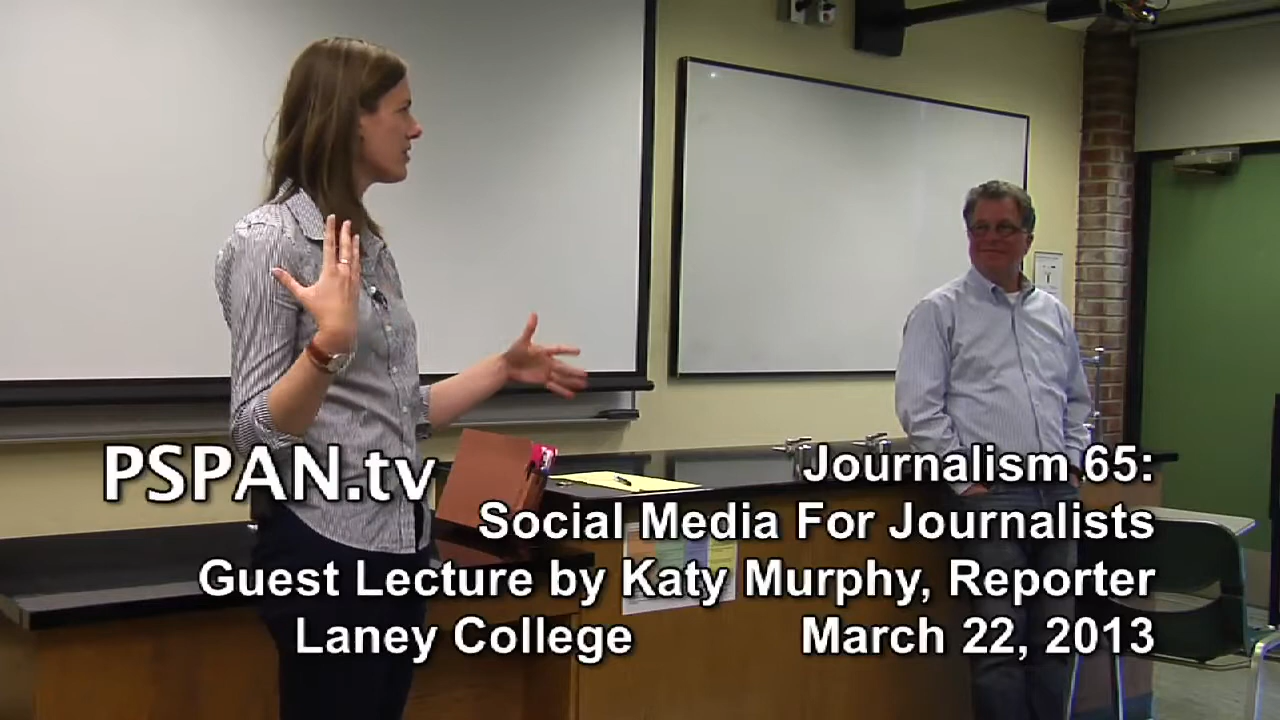 PSPAN.tv
Journalism 65:
Social Media For Journalists
Guest Lecture by Katy Murphy, Reporter
Laney College
March 22, 2013